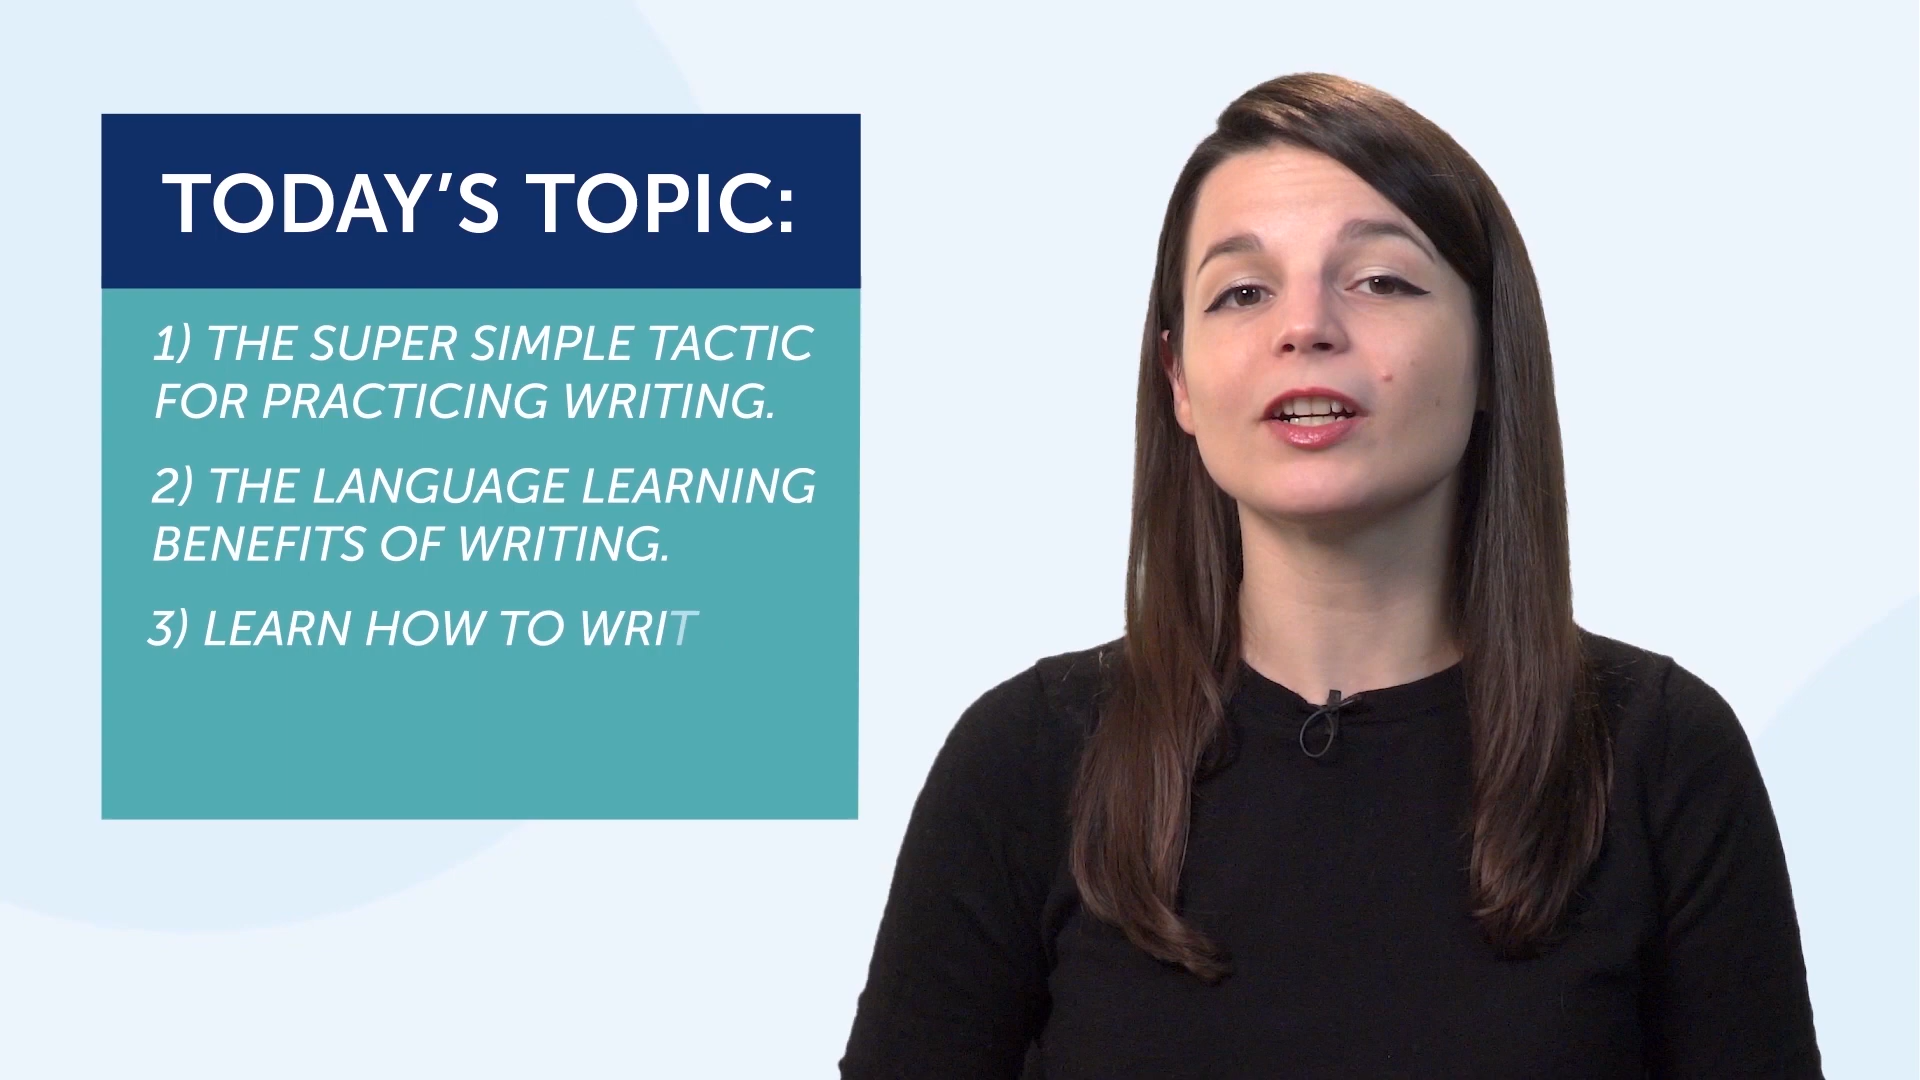 TODAY’S TOPIC:
1) THE SUPER SIMPLE TACTIC
FOR PRACTICING WRITING.
2) THE LANGUAGE LEARNING
BENEFITS OF WRITING.
3) LEARN HOW TO WRIT